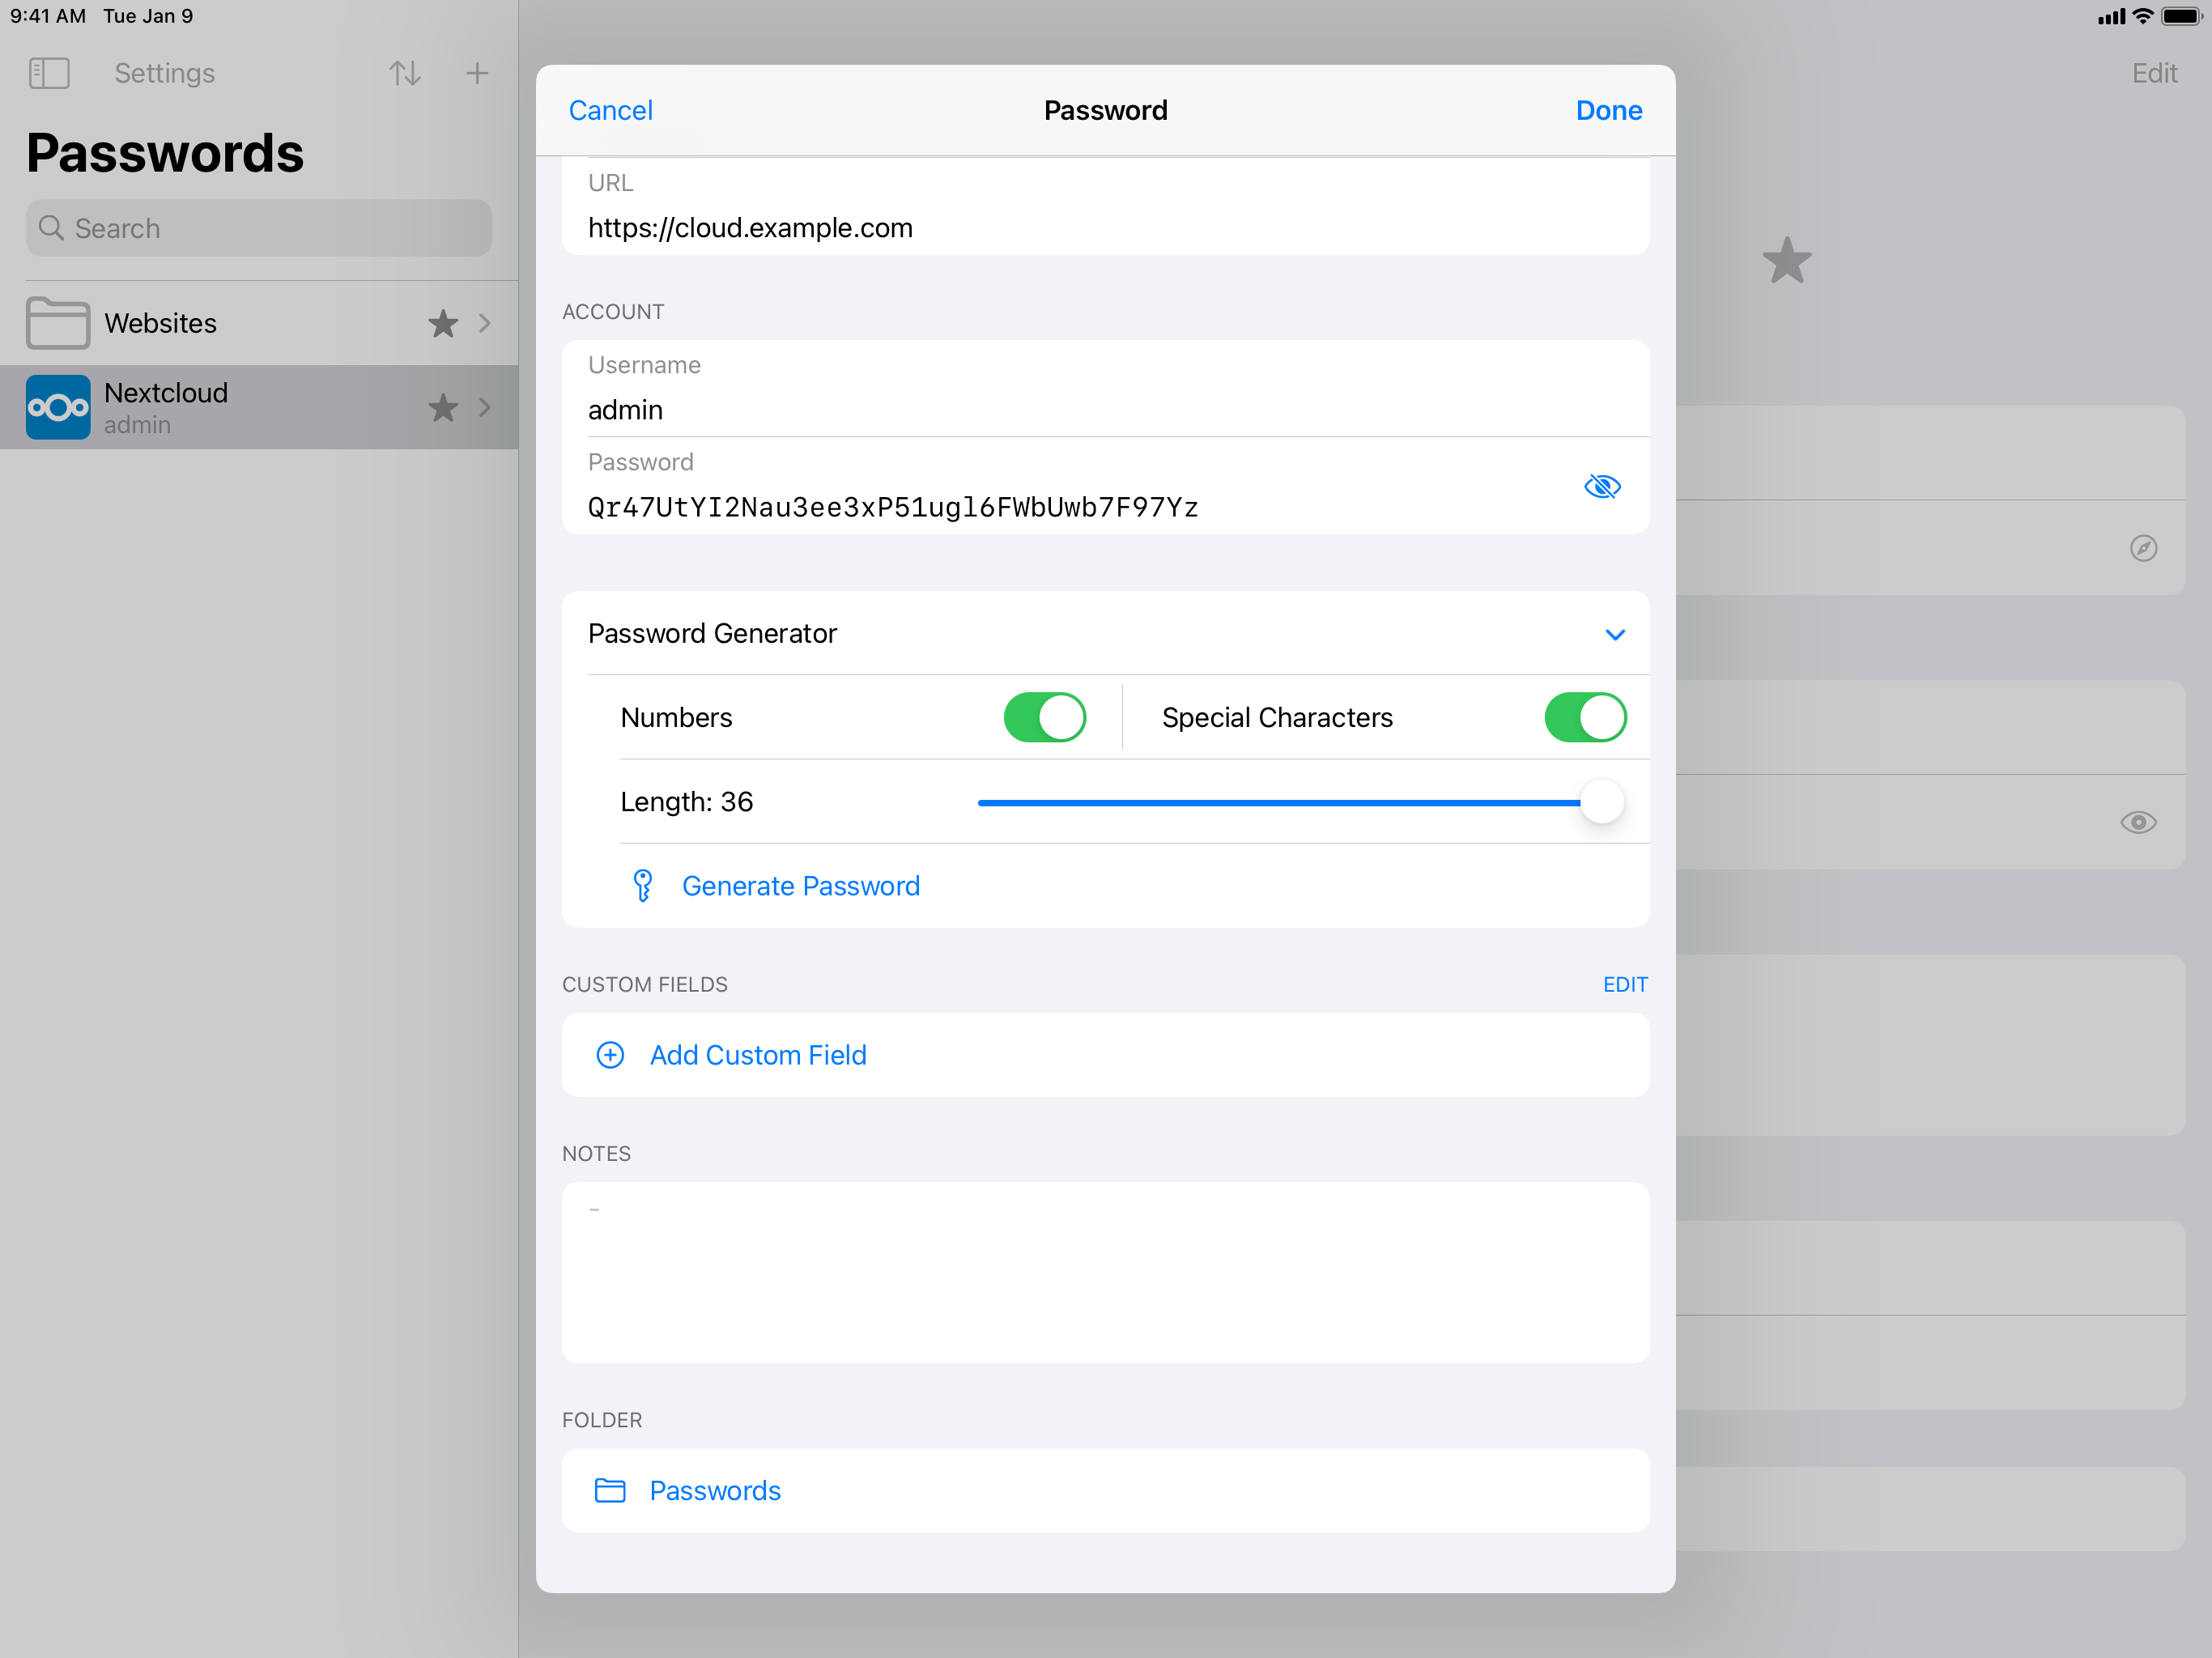 9:41 AM Tue Jan 9
Settings
Edit
Passwords
Search
Websites
Nextcloud
admin
Cancel
Password
Done
URL
https://cloud.example.com
ACCOUNT
Username
admin
Password
Qr47UtYI2Nau3ee3xP51ugl6FWbUwb7F97Yz
Password Generator
Numbers
Special Characters
Length: 36
Generate Password
CUSTOM FIELDS
EDIT
Add Custom Field
NOTES
-
FOLDER
Passwords